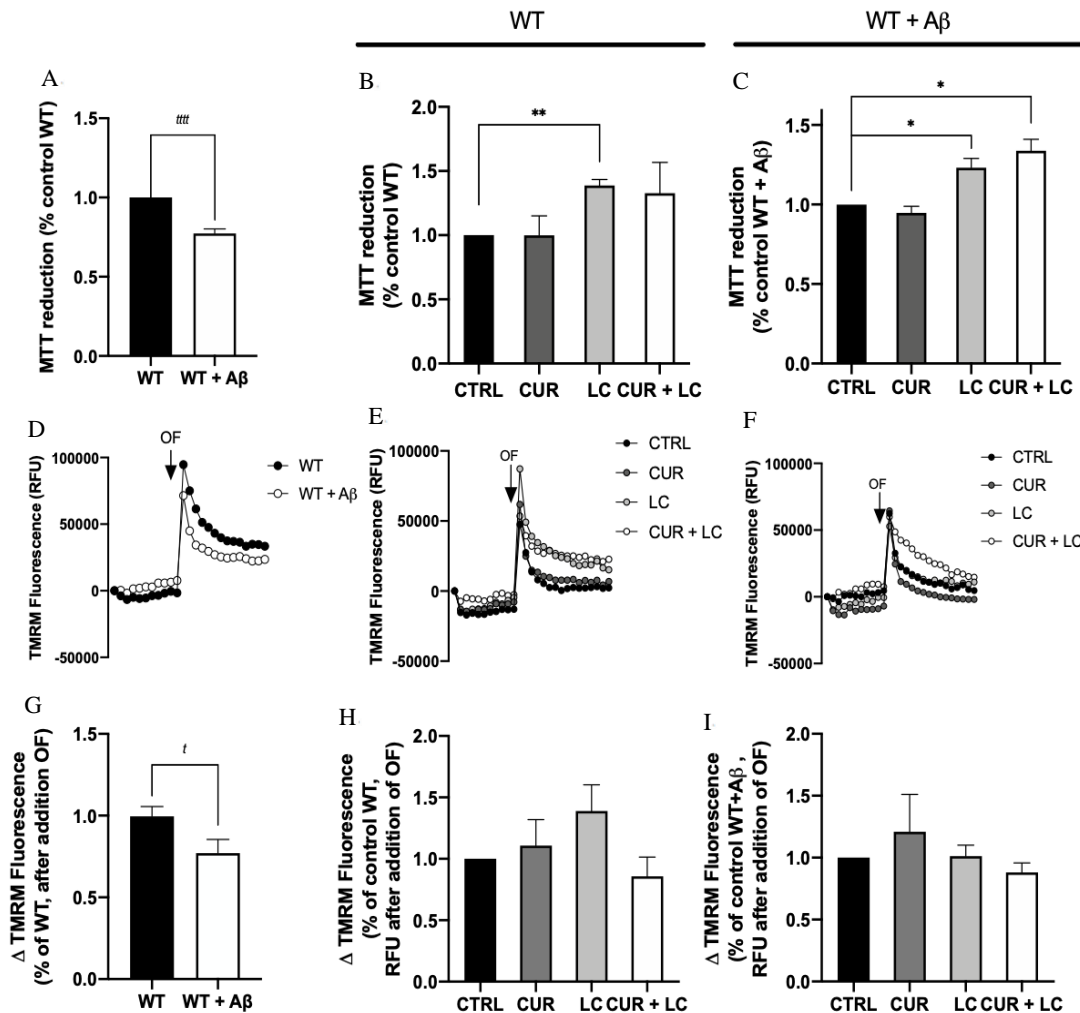 WT
WT + Aβ
A
MTT reduction (% control WT)
1.5
1.0
0.5
0.0
tttt
WT
WT + Aβ
B
MTT reduction
(% control WT)
2.0
1.5
1.0
0.5
0.0
**
CTRL
CUR
LC
CUR + LC
C
MTT reduction
(% control WT + Aβ)
1.5
1.0
0.5
0.0
*
*
CTRL
CUR
LC
CUR + LC
D
TMRM Fluorescence (RFU)
100000
50000
0
-50000
OF
WT
WT + Aβ
E
TMRM Fluorescence (RFU)
100000
50000
0
-50000
OF
CTRL
CUR
LC
CUR + LC
F
TMRM Fluorescence (RFU)
100000
50000
0
-50000
OF
CTRL
CUR
LC
CUR + LC
G
Δ TMRM Fluorescence
(% of WT, after addition OF)
1.5
1.0
0.5
0.0
t
WT
WT + Aβ
H
Δ TMRM Fluorescence
(% of control WT,
RFU after addition of OF)
2.0
1.5
1.0
0.5
0.0
CTRL
CUR
LC
CUR + LC
I
Δ TMRM Fluorescence
(% of control WT+Aβ ,
RFU after addition of OF)
2.0
1.5
1.0
0.5
0.0
CTRL
CUR
LC
CUR + LC